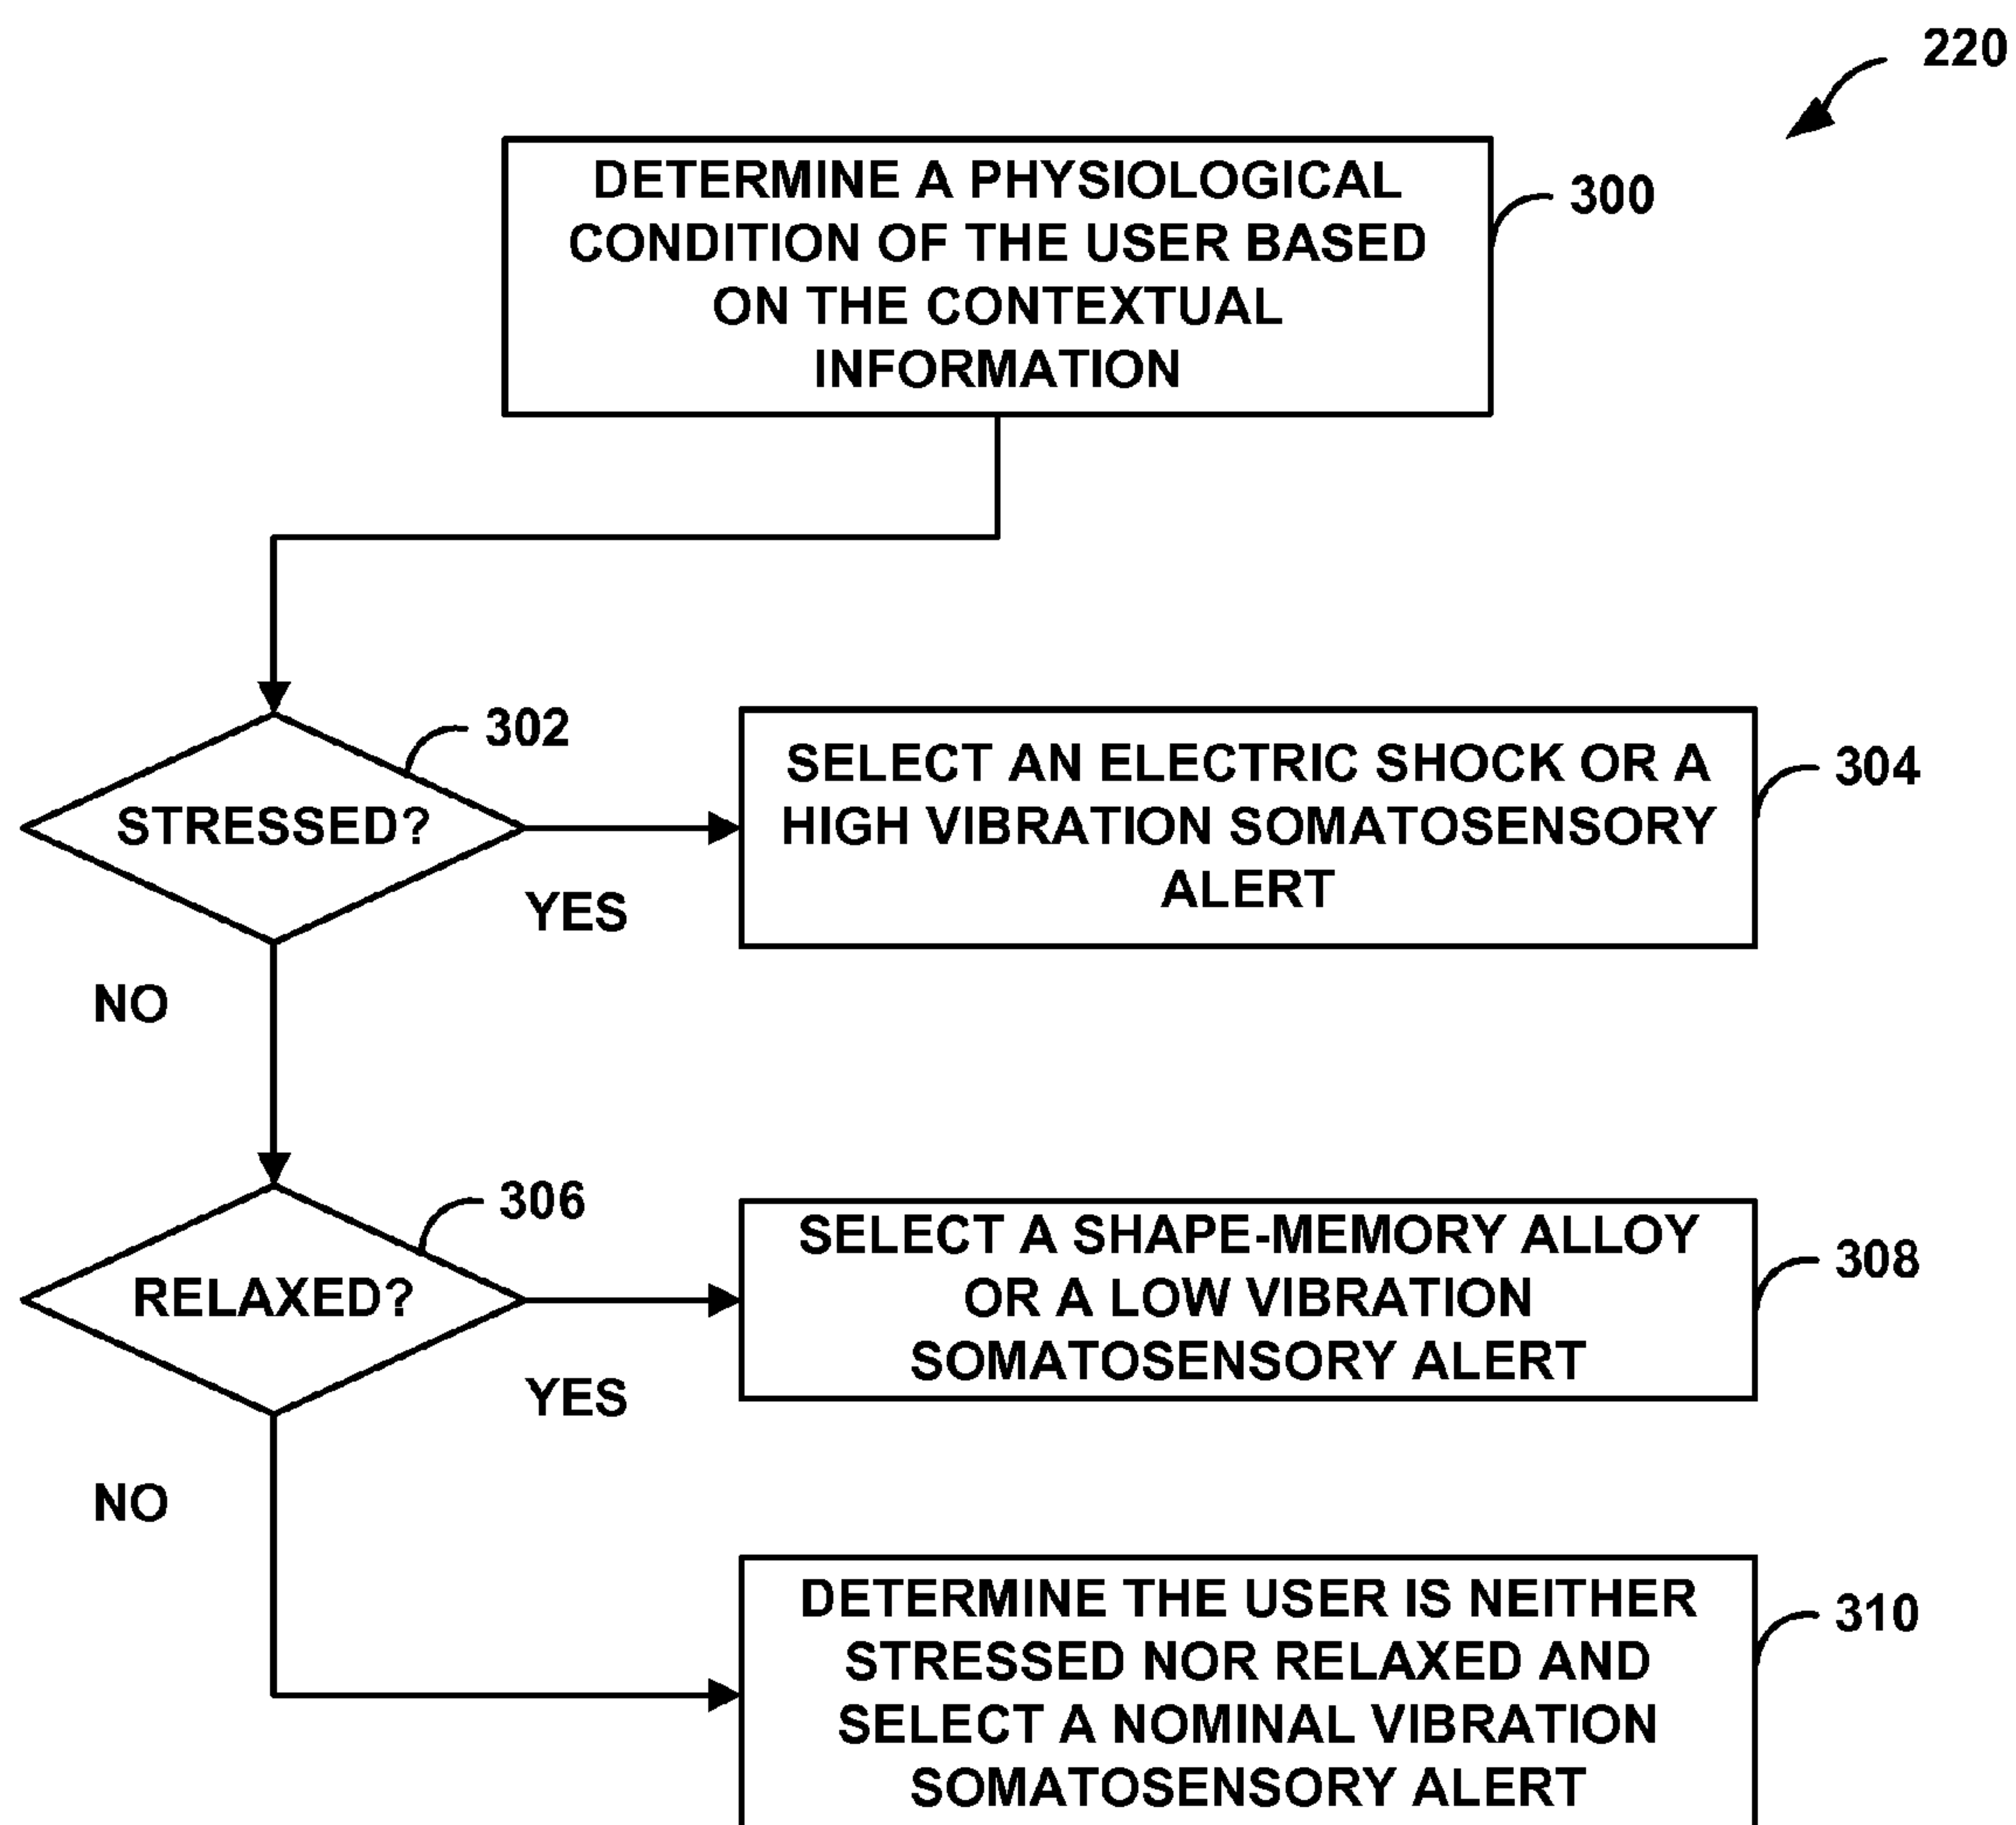 220
DETERMINE A PHYSIOLOGICAL
CONDITION OF THE USER BASED
ON THE CONTEXTUAL
INFORMATION
300
302
STRESSED?
YES
NO
SELECT AN ELECTRIC SHOCK OR A
HIGH VIBRATION SOMATOSENSORY
ALERT
304
306
RELAXED?
YES
NO
SELECT A SHAPE-MEMORY ALLOY
OR A LOW VIBRATION
SOMATOSENSORY ALERT
308
DETERMINE THE USER IS NEITHER
STRESSED NOR RELAXED AND
SELECT A NOMINAL VIBRATION
SOMATOSENSORY ALERT
310